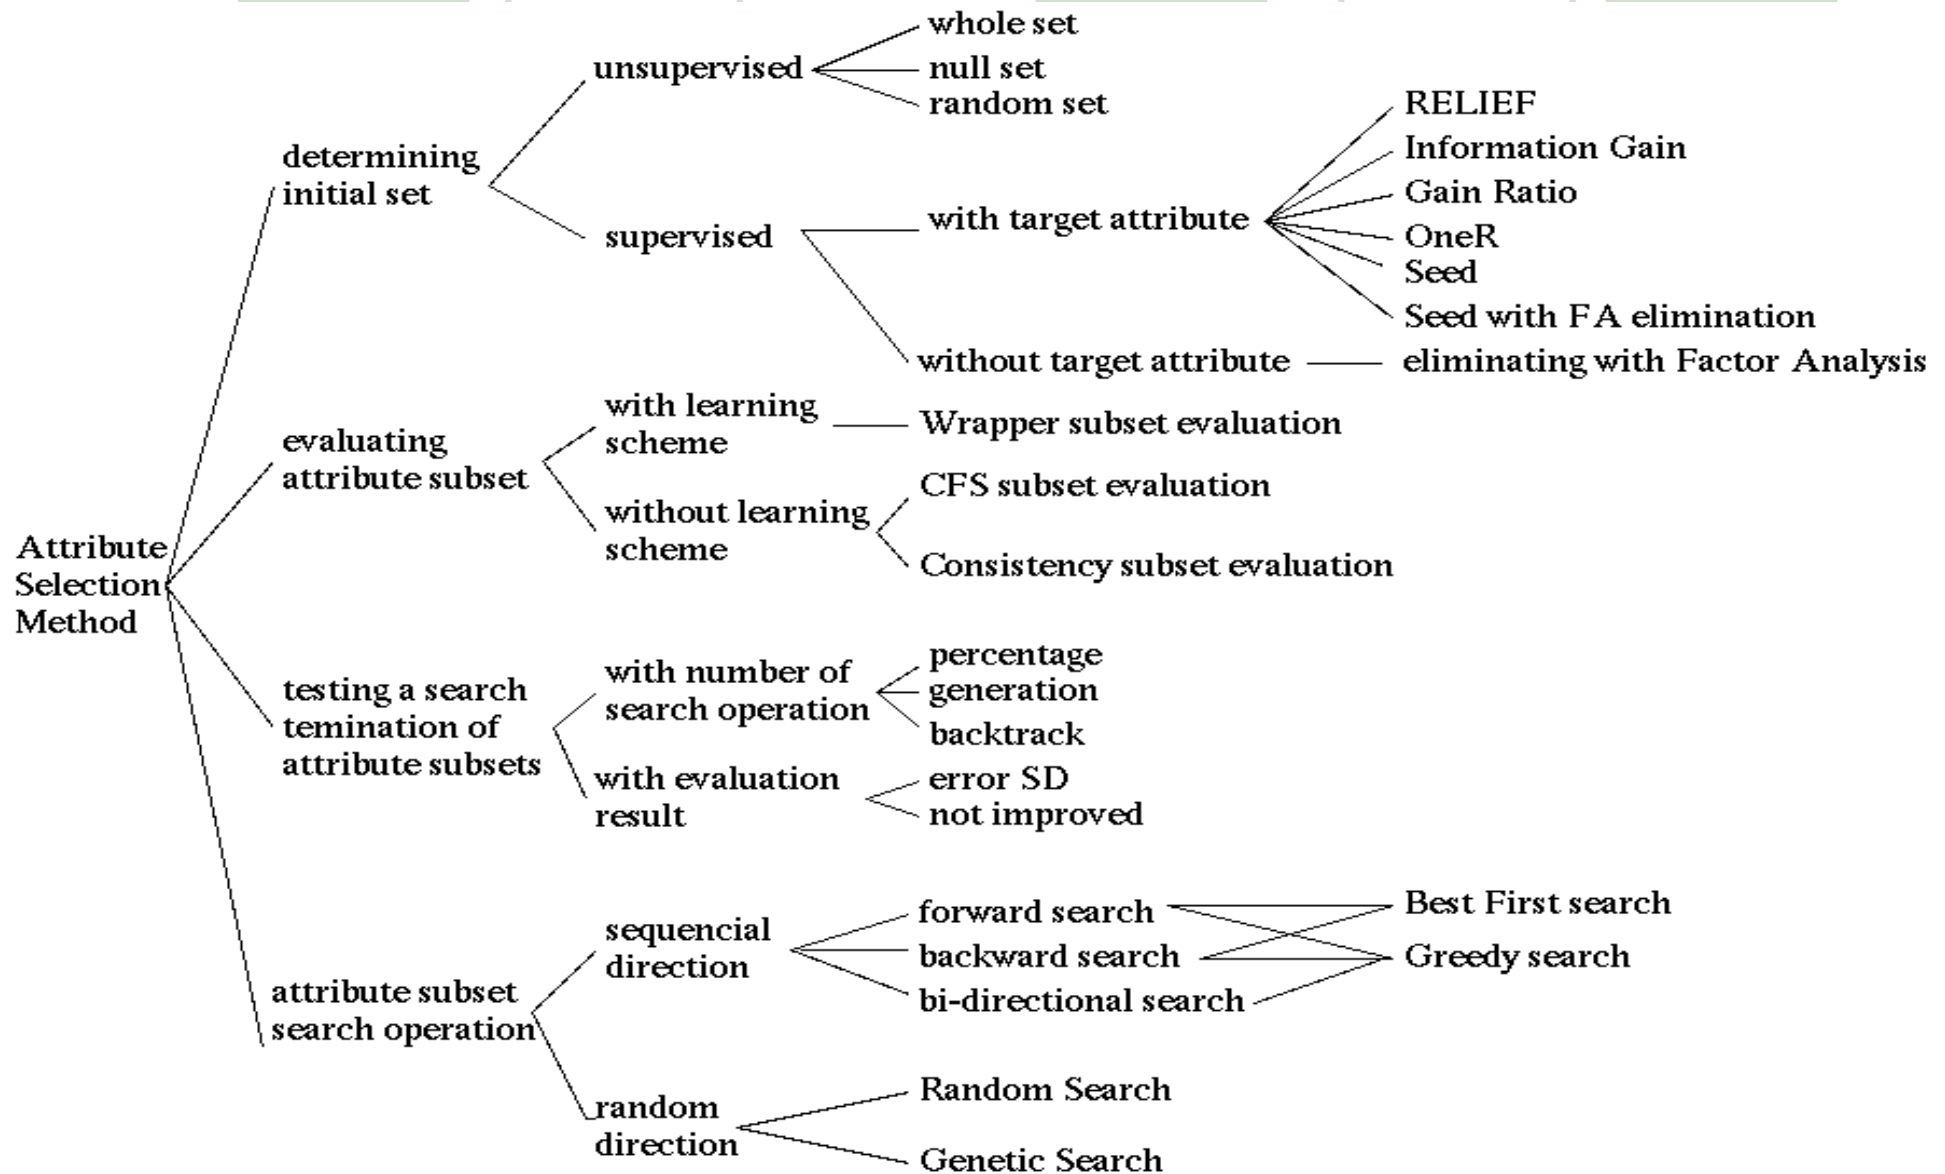 Attribute
Selection
Method
determining
initial set
unsupervised
whole set
null set
random set
supervised
with target attribute
RELIEF
Information Gain
Gain Ratio
OneR
Seed
Seed with FA elimination
without target attribute
eliminating with Factor Analysis
evaluating
attribute subset
with learning
scheme
Wrapper subset evaluation
without learning
scheme
CFS subset evaluation
Consistency subset evaluation
testing a search
temination of
attribute subsets
with number of
search operation
percentage
generation
backtrack
with evaluation
result
error SD
not improved
attribute subset
search operation
sequencial
direction
forward search
backward search
bi-directional search
Best First search
Greedy search
random
direction
Random Search
Genetic Search